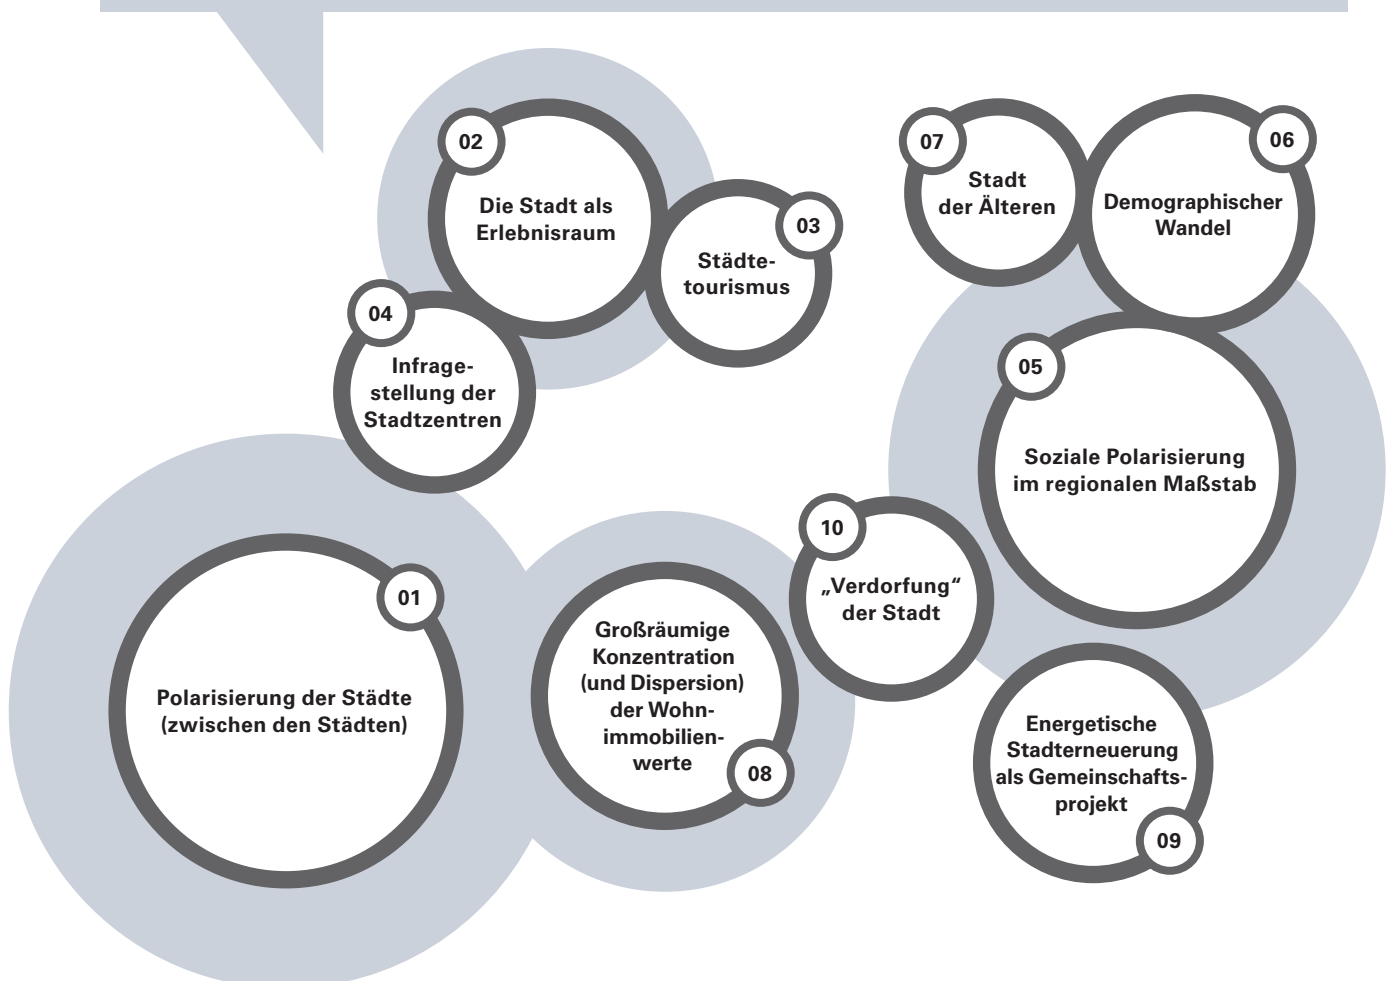 01
Polarisierung der Städte
(zwischen den Städten)
02
Die Stadt als
Erlebnisraum
03
Städte-
tourismus
04
Infrage-
stellung der
Stadtzentren
05
Soziale Polarisierung
im regionalen Maßstab
06
Demographischer
Wandel
07
Stadt
der Älteren
08
Großräumige
Konzentration
(und Dispersion)
der Wohn-
immobilien-
werte
09
Energetische
Stadterneuerung
als Gemeinschafts-
projekt
10
„Verdorfung“
der Stadt